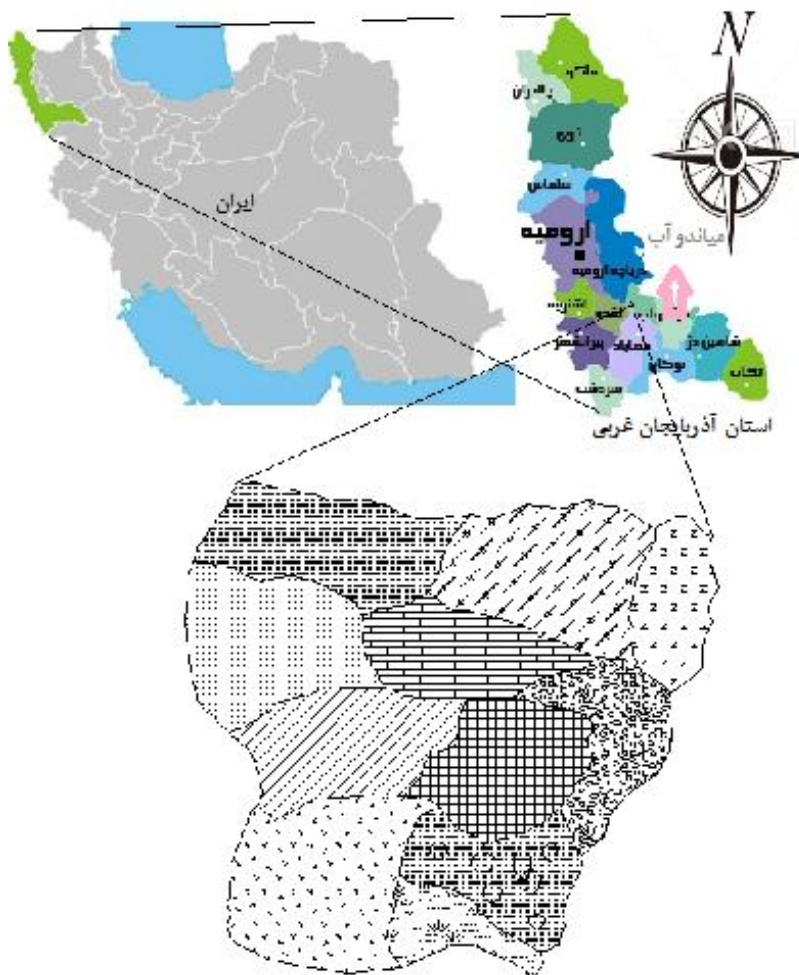 N
ماکو
پلدشت
خوی
سلماس
ایران
میاندوآب
ارومیه
دریاچه ارومیه
اشنویه
نقده
پیرانشهر
مهاباد
شاهین دژ
بوکان
تکاب
سردشت
استان آذربایجان غربی